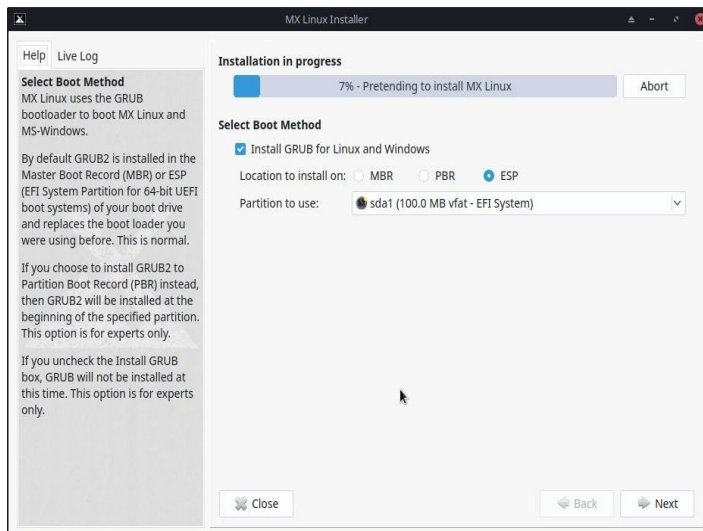 MX Linux Installer
Help
Live Log
Select Boot Method
MX Linux uses the GRUB
bootloader to boot MX Linux and
MS-Windows.
By default GRUB2 is installed in the
Master Boot Record (MBR) or ESP
(EFI System Partition for 64-bit UEFI
boot systems) of your boot drive
and replaces the boot loader you
were using before. This is normal.
If you choose to install GRUB2 to
Partition Boot Record (PBR) instead,
then GRUB2 will be installed at the
beginning of the specified partition.
This option is for experts only.
If you uncheck the Install GRUB
box, GRUB will not be installed at
this time. This option is for experts
only.
Installation in progress
7% - Pretending to install MX Linux
Abort
Select Boot Method
Install GRUB for Linux and Windows
Location to install on: MBR PBR ESP
Partition to use: sda1 (100.0 MB vfat - EFI System)
Close
Back
Next